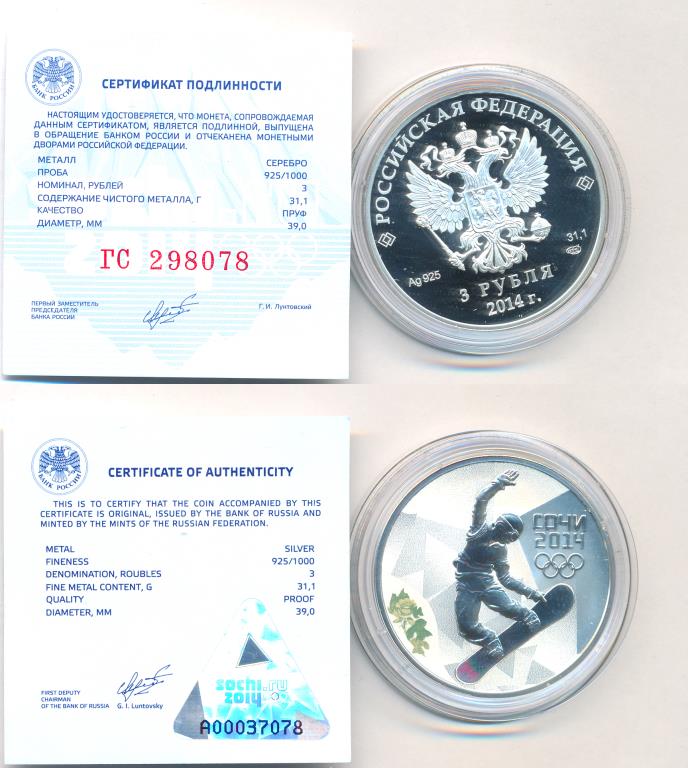 БАНК РОССИИ
СЕРТИФИКАТ ПОДЛИННОСТИ
НАСТОЯЩИМ УДОСТОВЕРЯЕТСЯ, ЧТО МОНЕТА, СОПРОВОЖДАЕМАЯ
ДАННЫМ СЕРТИФИКАТОМ, ЯВЛЯЕТСЯ ПОДЛИННОЙ, ВЫПУЩЕНА
В ОБРАЩЕНИЕ БАНКОМ РОССИИ И ОТЧЕКАНЕНА МОНЕТНЫМИ
ДВОРАМИ РОССИЙСКОЙ ФЕДЕРАЦИИ.
МЕТАЛЛ СЕРЕБРО
ПРОБА 925/1000
НОМИНАЛ, РУБЛЕЙ 3
СОДЕРЖАНИЕ ЧИСТОГО МЕТАЛЛА, Г 31,1
КАЧЕСТВО ПРУФ
ДИАМЕТР, ММ 39,0
ГС 298078
ПЕРВЫЙ ЗАМЕСТИТЕЛЬ
ПРЕДСЕДАТЕЛЯ
БАНКА РОССИИ
Г. И. Лунтовский
РОССИЙСКАЯ ФЕДЕРАЦИЯ
Ag 925
31,1
3 РУБЛЯ
2014 г.
БАНК РОССИИ
CERTIFICATE OF AUTHENTICITY
THIS IS TO CERTIFY THAT THE COIN ACCOMPANIED BY THIS
CERTIFICATE IS ORIGINAL, ISSUED BY THE BANK OF RUSSIA AND
MINTED BY THE MINTS OF THE RUSSIAN FEDERATION.
METAL SILVER
FINENESS 925/1000
DENOMINATION, ROUBLES 3
FINE METAL CONTENT, G 31,1
QUALITY PROOF
DIAMETER, MM 39,0
FIRST DEPUTY
CHAIRMAN
OF THE BANK OF RUSSIA
G. I. Luntovsky
sochi.ru
2014
A00037078
СОЧИ
2014